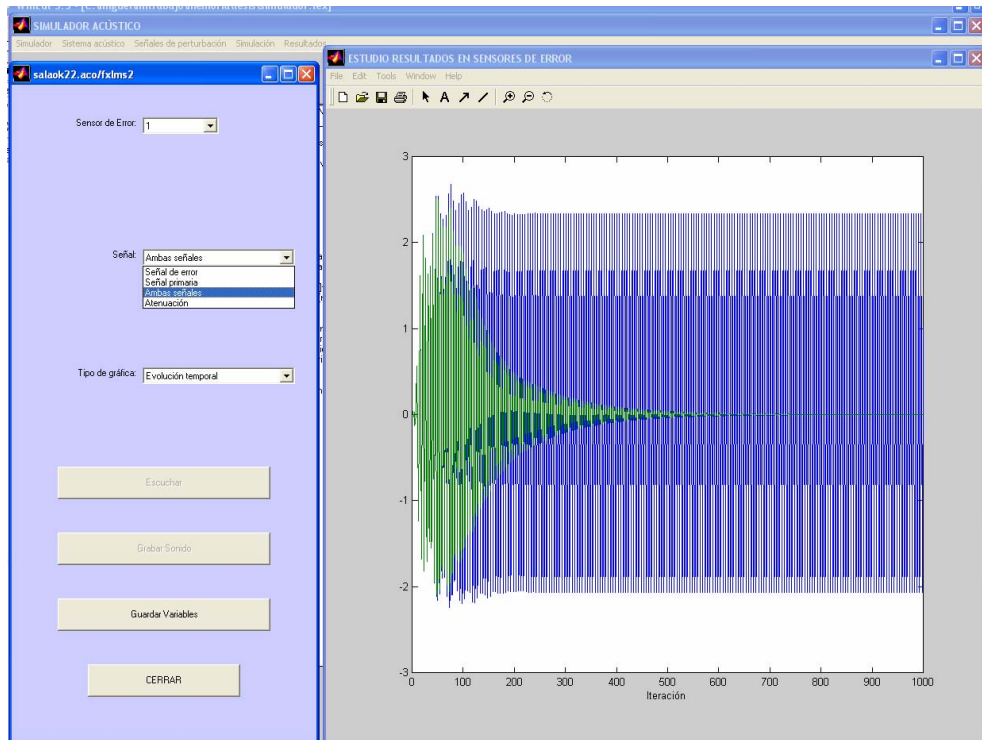 SIMULADOR ACÚSTICO
Simulador Sistema acústico Señales de perturbación Simulación Resultados
salaok22.aco/fxlms2
Sensor de Error: 1
Señal: Ambas señales
Señal de error
Señal primaria
Ambas señales
Atenuación
Tipo de gráfica: Evolución temporal
Escuchar
Grabar Sonido
Guardar Variables
CERRAR
ESTUDIO RESULTADOS EN SENSORES DE ERROR
File Edit Tools Window Help
A
3
2
1
0
-1
-2
-3
0 100 200 300 400 500 600 700 800 900 1000
Iteración